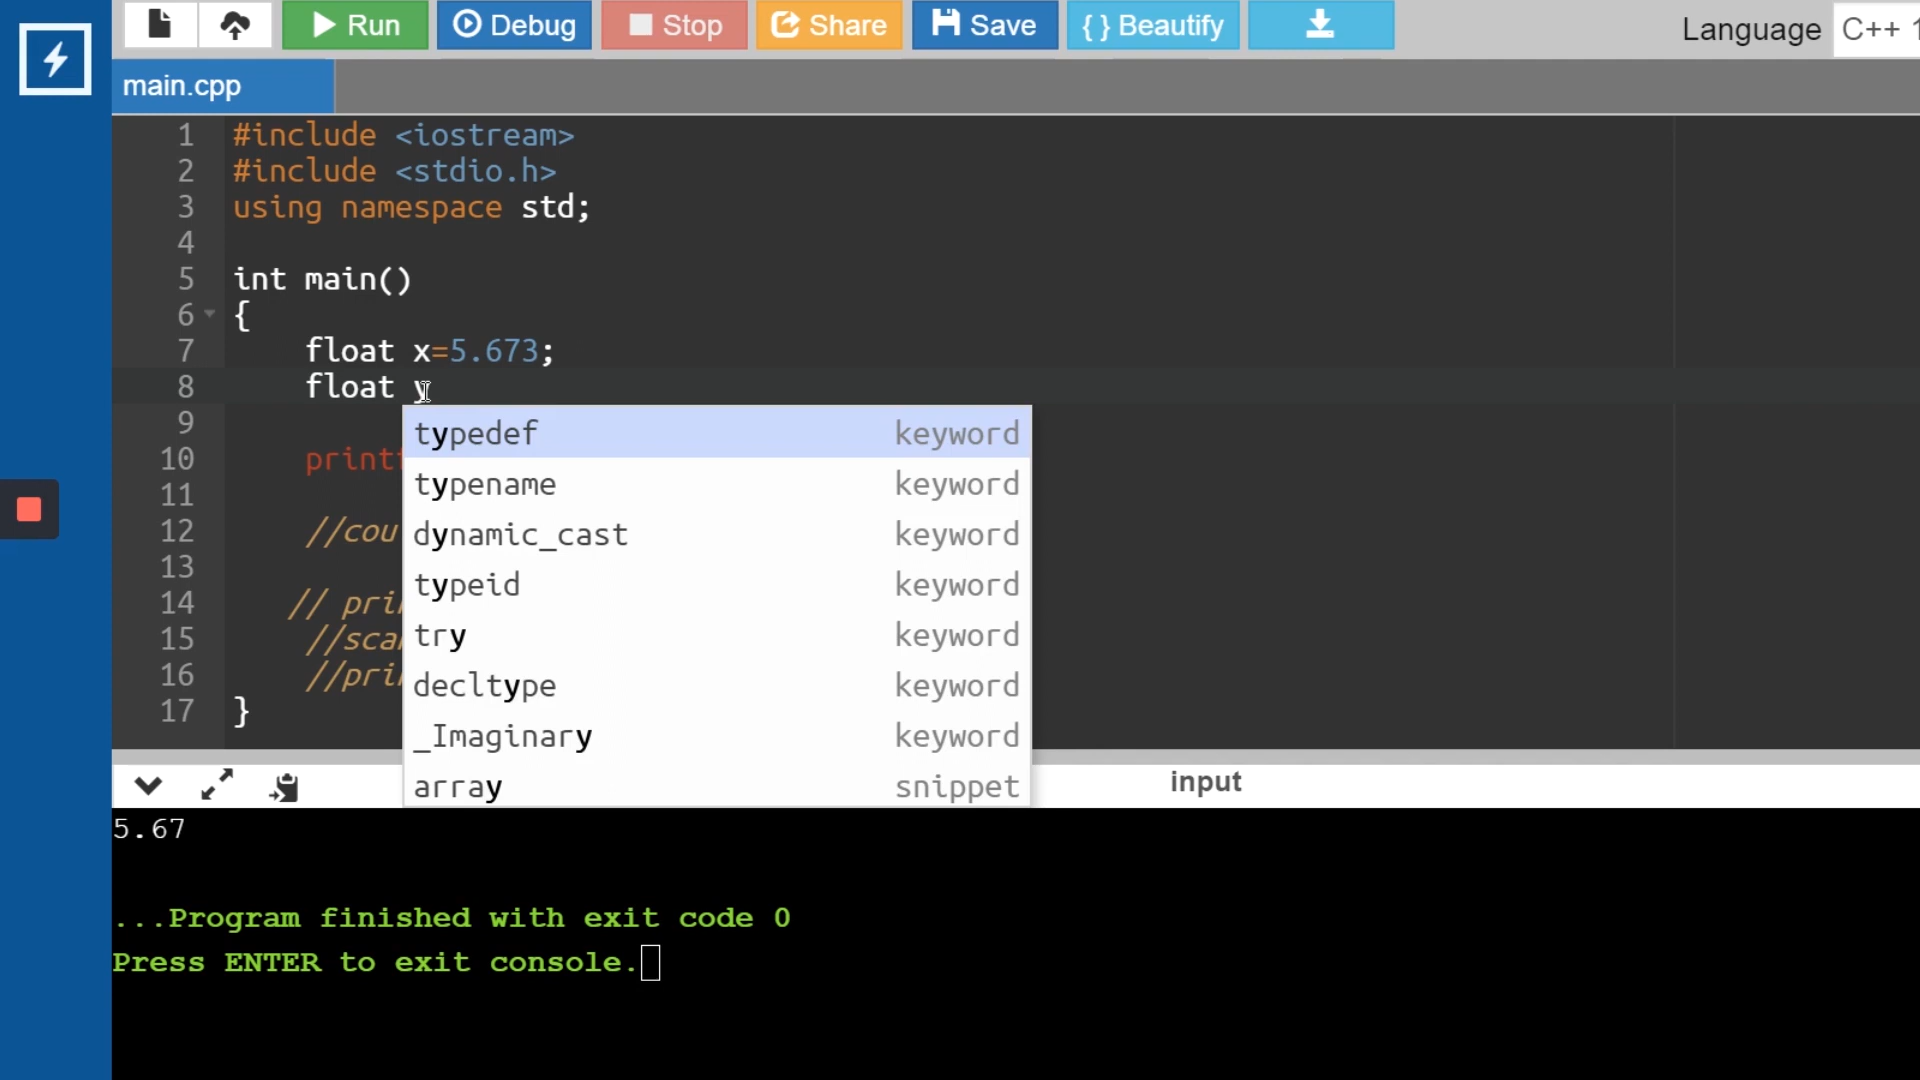 Run Debug Stop Share Save { } Beautify Language C++
main.cpp
1 #include <iostream>
2 #include <stdio.h>
3 using namespace std;
4
5 int main()
6 {
7 float x=5.673;
8 float y
9
10 print
11
12 //cou
13
14 // pri
15 //sca
16 //pri
17 }
typedef keyword
typename keyword
dynamic_cast keyword
typeid keyword
try keyword
decltype keyword
_Imaginary keyword
array snippet
input
5.67
...Program finished with exit code 0
Press ENTER to exit console.